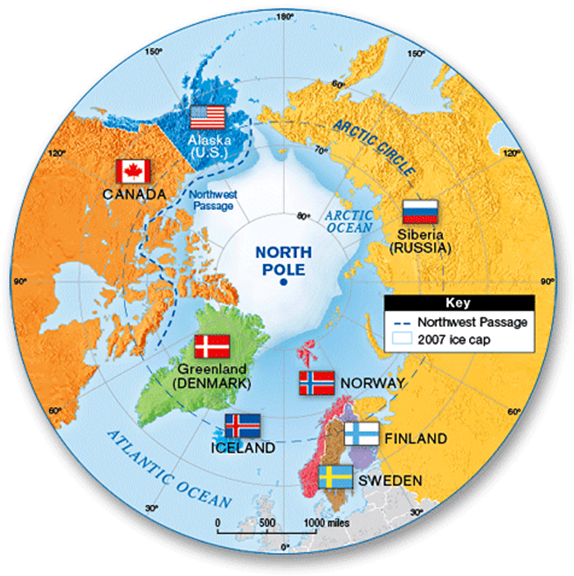 180°
150°
150°
60°
Alaska
(U.S.)
ARCTIC CIRCLE
70°
120°
120°
CANADA
Northwest
Passage
80°
ARCTIC
OCEAN
Siberia
(RUSSIA)
NORTH
POLE
90°
90°
Key
Northwest Passage
2007 ice cap
Greenland
(DENMARK)
NORWAY
60°
60°
ICELAND
FINLAND
ATLANTIC OCEAN
SWEDEN
30°
30°
0 500 1000 miles
0°